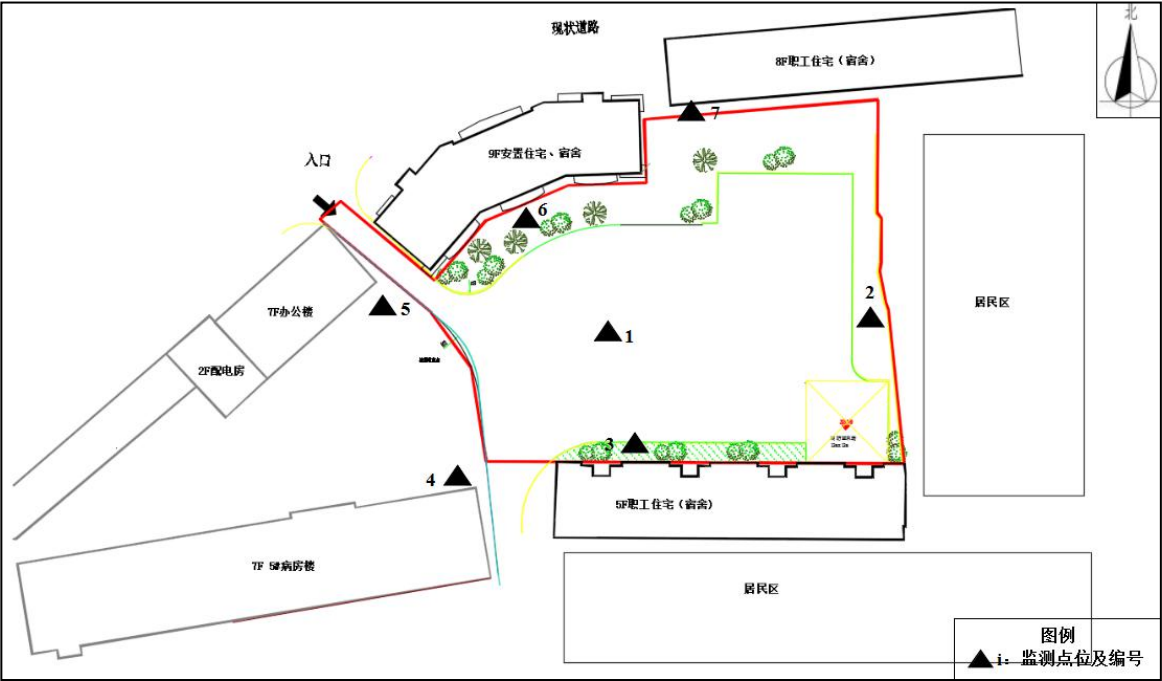 现状道路
北
8F职工住宅（宿舍）
7
9F安置住宅、宿舍
入口
6
2
居民区
7F办公楼
5
1
2F配电房
3
4
5F职工住宅（宿舍）
7F 5#病房楼
居民区
图例
i：监测点位及编号